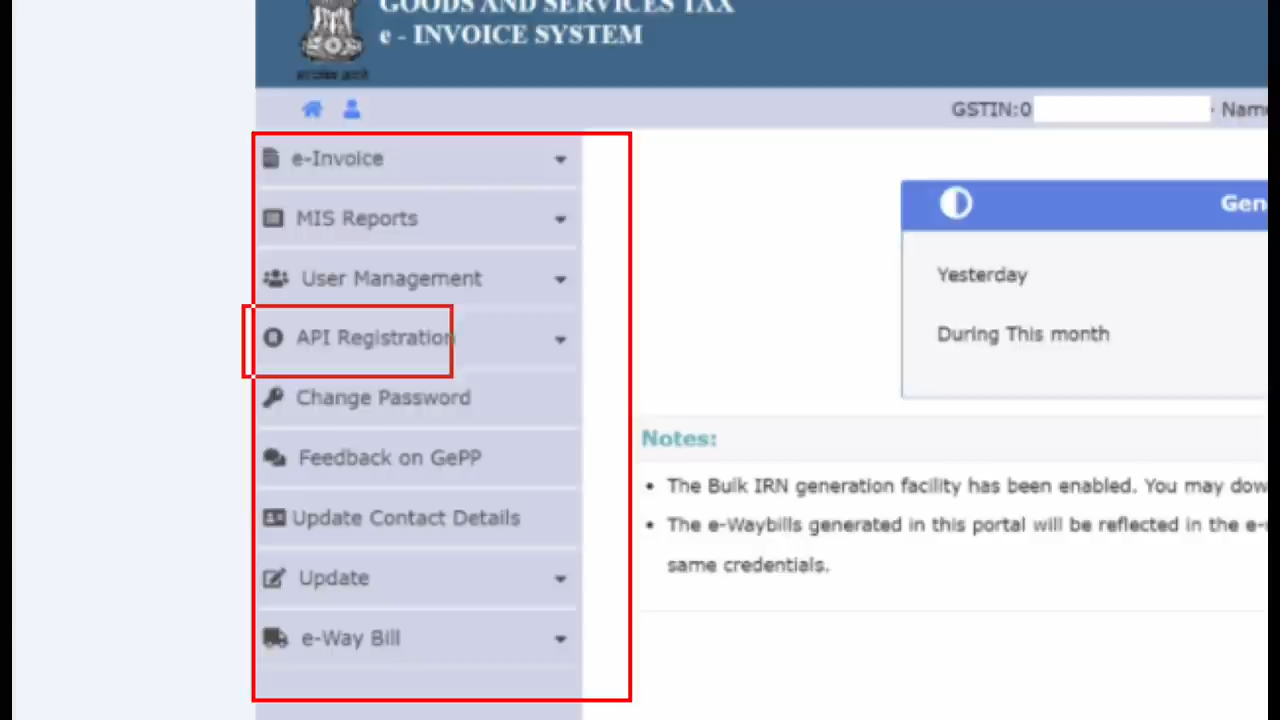 GOODS AND SERVICES TAX
e - INVOICE SYSTEM
GSTIN:0 - Name
e-Invoice
MIS Reports
User Management
API Registration
Change Password
Feedback on GePP
Update Contact Details
Update
e-Way Bill
Gen
Yesterday
During This month
Notes:
• The Bulk IRN generation facility has been enabled. You may dow
• The e-Waybills generated in this portal will be reflected in the e-
same credentials.